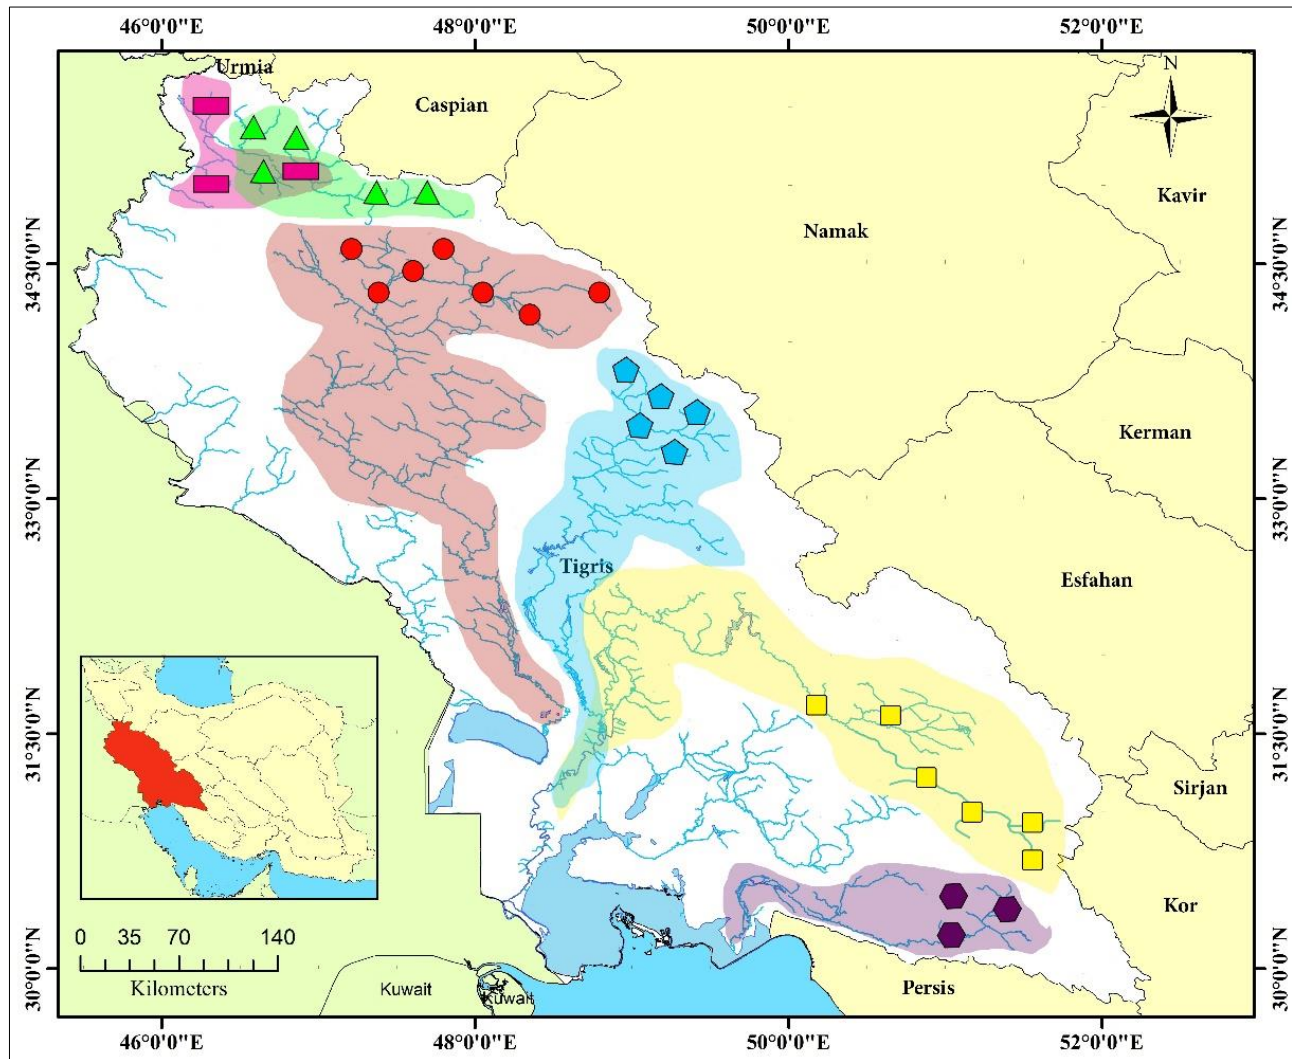 46°0'0"E 48°0'0"E 50°0'0"E 52°0'0"E
Urmia
N
Caspian
Kavir
Namak
34°30'0"N 34°30'0"N
Kerman
33°0'0"N 33°0'0"N
Tigris
Esfahan
31°30'0"N 31°30'0"N
Sirjan
Kor
0 35 70 140
Kilometers
30°0'0"N 30°0'0"N
Kuwait
Kuwait
Persis
46°0'0"E 48°0'0"E 50°0'0"E 52°0'0"E